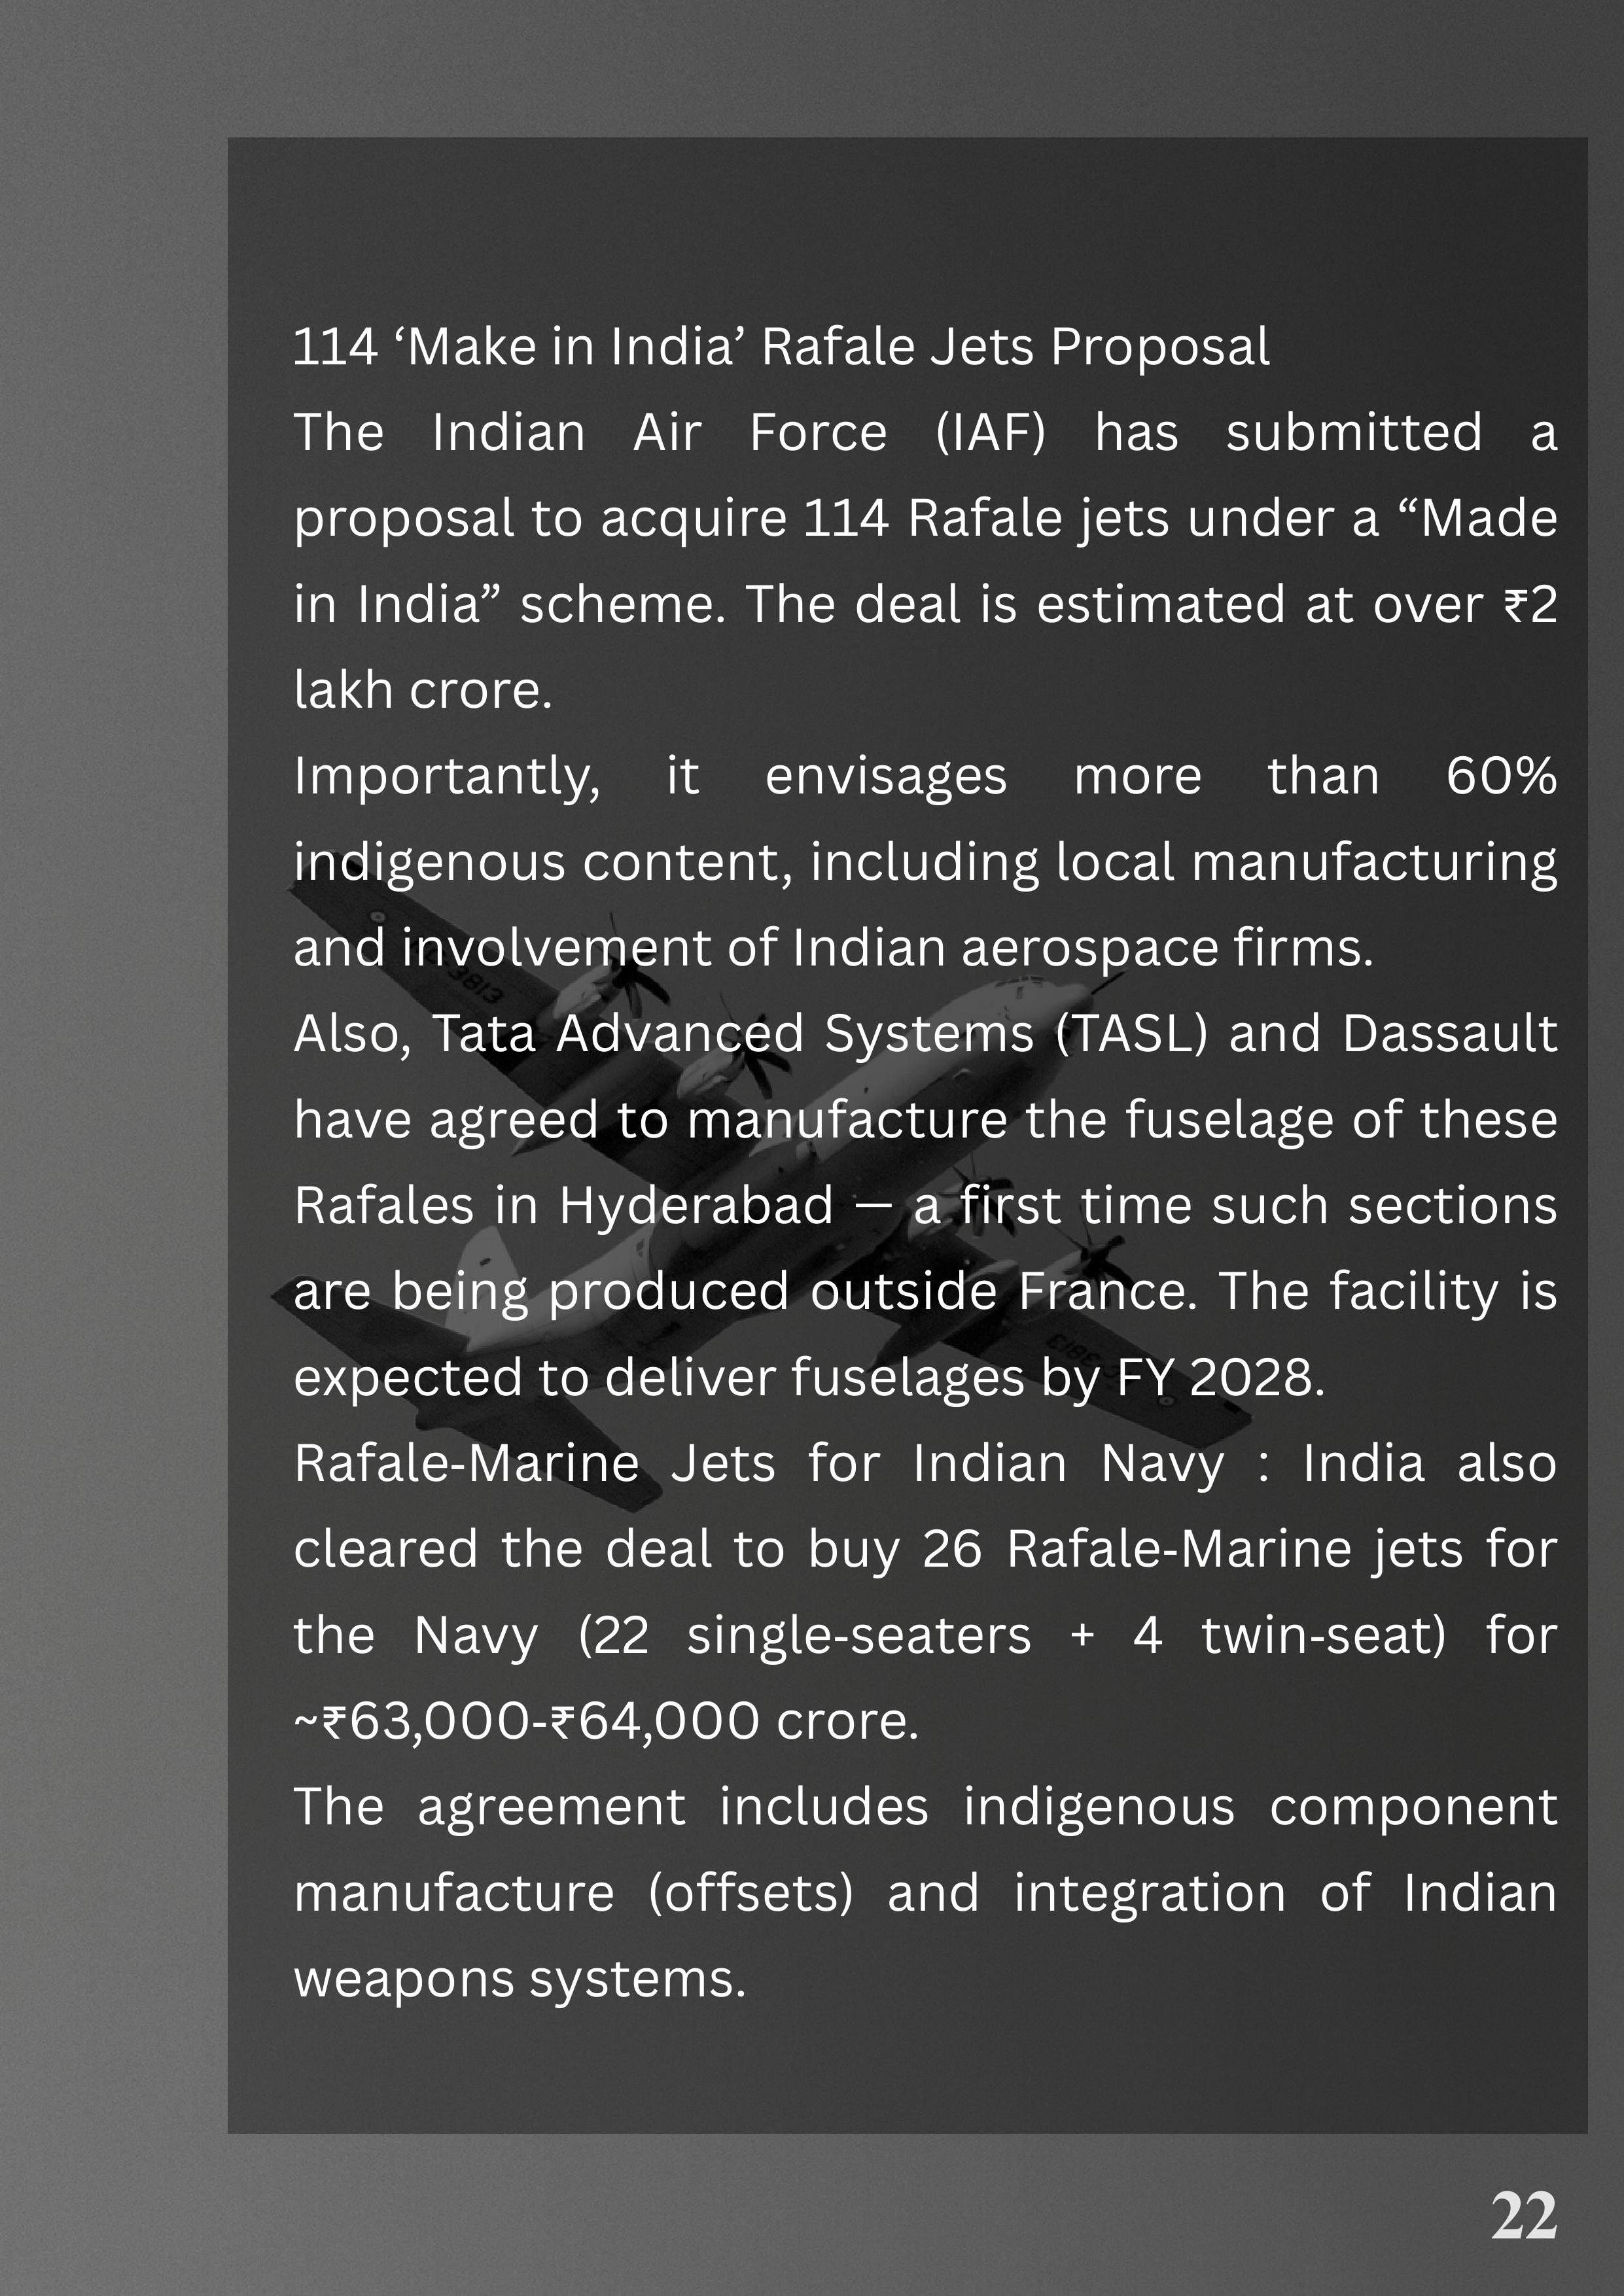 114 ‘Make in India’ Rafale Jets Proposal
The Indian Air Force (IAF) has submitted a
proposal to acquire 114 Rafale jets under a “Made
in India” scheme. The deal is estimated at over ₹2
lakh crore.
Importantly, it envisages more than 60%
indigenous content, including local manufacturing
and involvement of Indian aerospace firms.
Also, Tata Advanced Systems (TASL) and Dassault
have agreed to manufacture the fuselage of these
Rafales in Hyderabad — a first time such sections
are being produced outside France. The facility is
expected to deliver fuselages by FY 2028.
Rafale-Marine Jets for Indian Navy : India also
cleared the deal to buy 26 Rafale-Marine jets for
the Navy (22 single-seaters + 4 twin-seat) for
~₹63,000-₹64,000 crore.
The agreement includes indigenous component
manufacture (offsets) and integration of Indian
weapons systems.
22